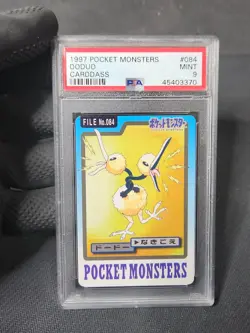 1997 POCKET MONSTERS #084
DODUO MINT
CARDDASS 9
PSA 45403370
FILE No.084
ポケットモンスター
ドードー ▶なきごえ
POCKET MONSTERS